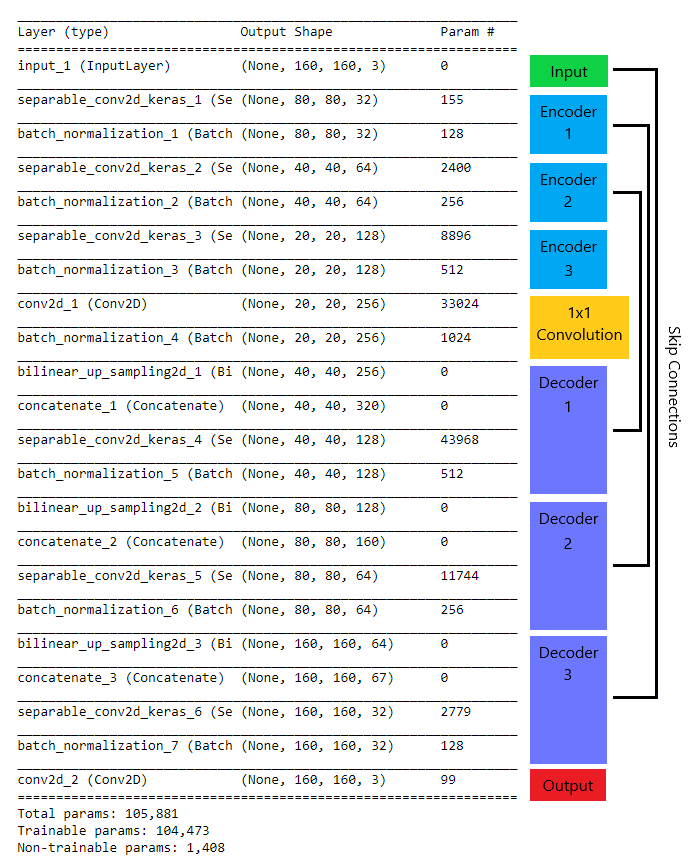 Layer (type) Output Shape Param #
input_1 (InputLayer) (None, 160, 160, 3) 0
separable_conv2d_keras_1 (Se (None, 80, 80, 32) 155
batch_normalization_1 (Batch (None, 80, 80, 32) 128
separable_conv2d_keras_2 (Se (None, 40, 40, 64) 2400
batch_normalization_2 (Batch (None, 40, 40, 64) 256
separable_conv2d_keras_3 (Se (None, 20, 20, 128) 8896
batch_normalization_3 (Batch (None, 20, 20, 128) 512
conv2d_1 (Conv2D) (None, 20, 20, 256) 33024
batch_normalization_4 (Batch (None, 20, 20, 256) 1024
bilinear_up_sampling2d_1 (Bi (None, 40, 40, 256) 0
concatenate_1 (Concatenate) (None, 40, 40, 320) 0
separable_conv2d_keras_4 (Se (None, 40, 40, 128) 43968
batch_normalization_5 (Batch (None, 40, 40, 128) 512
bilinear_up_sampling2d_2 (Bi (None, 80, 80, 128) 0
concatenate_2 (Concatenate) (None, 80, 80, 160) 0
separable_conv2d_keras_5 (Se (None, 80, 80, 64) 11744
batch_normalization_6 (Batch (None, 80, 80, 64) 256
bilinear_up_sampling2d_3 (Bi (None, 160, 160, 64) 0
concatenate_3 (Concatenate) (None, 160, 160, 67) 0
separable_conv2d_keras_6 (Se (None, 160, 160, 32) 2779
batch_normalization_7 (Batch (None, 160, 160, 32) 128
conv2d_2 (Conv2D) (None, 160, 160, 3) 99
Total params: 105,881
Trainable params: 104,473
Non-trainable params: 1,408
Input
Encoder
1
Encoder
2
Encoder
3
1x1
Convolution
Decoder
1
Decoder
2
Decoder
3
Output
Skip Connections